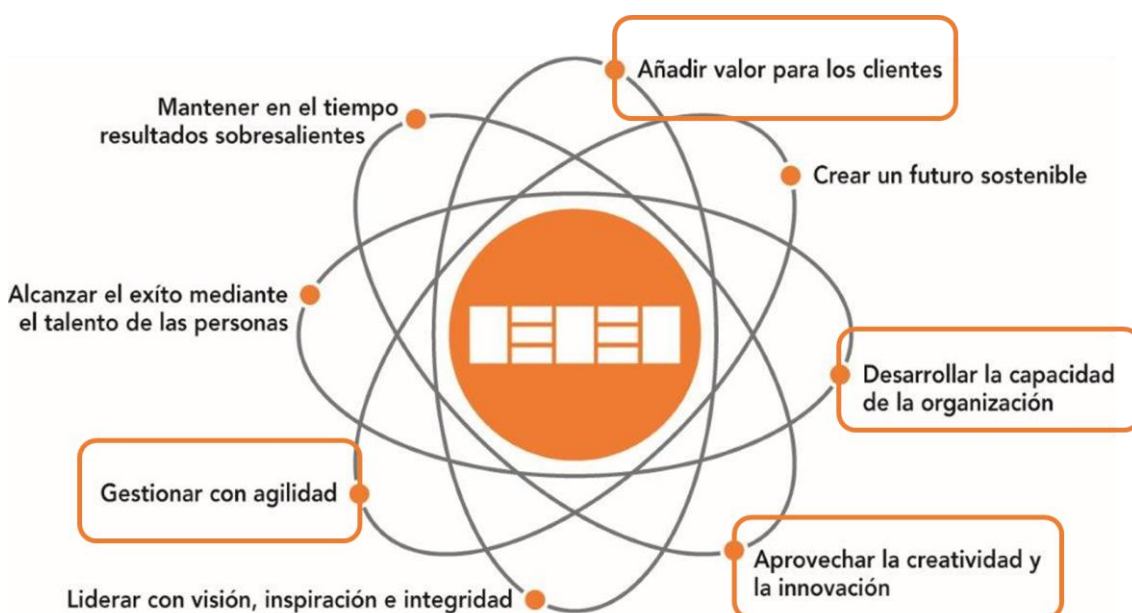 Añadir valor para los clientes
Mantener en el tiempo
resultados sobresalientes
Crear un futuro sostenible
Alcanzar el exíto mediante
el talento de las personas
Desarrollar la capacidad
de la organización
Gestionar con agilidad
Aprovechar la creatividad y
la innovación
Liderar con visión, inspiración e integridad